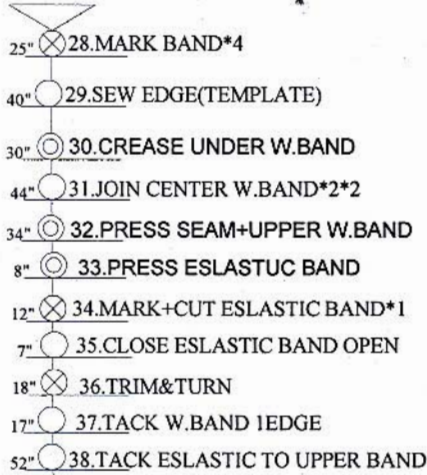 25" 28.MARK BAND*4
40" 29.SEW EDGE(TEMPLATE)
30" 30.CREASE UNDER W.BAND
44" 31.JOIN CENTER W.BAND*2*2
34" 32.PRESS SEAM+UPPER W.BAND
8" 33.PRESS ESLASTUC BAND
12" 34.MARK+CUT ESLASTIC BAND*1
7" 35.CLOSE ESLASTIC BAND OPEN
18" 36.TRIM&TURN
17" 37.TACK W.BAND 1EDGE
52" 38.TACK ESLASTIC TO UPPER BAND